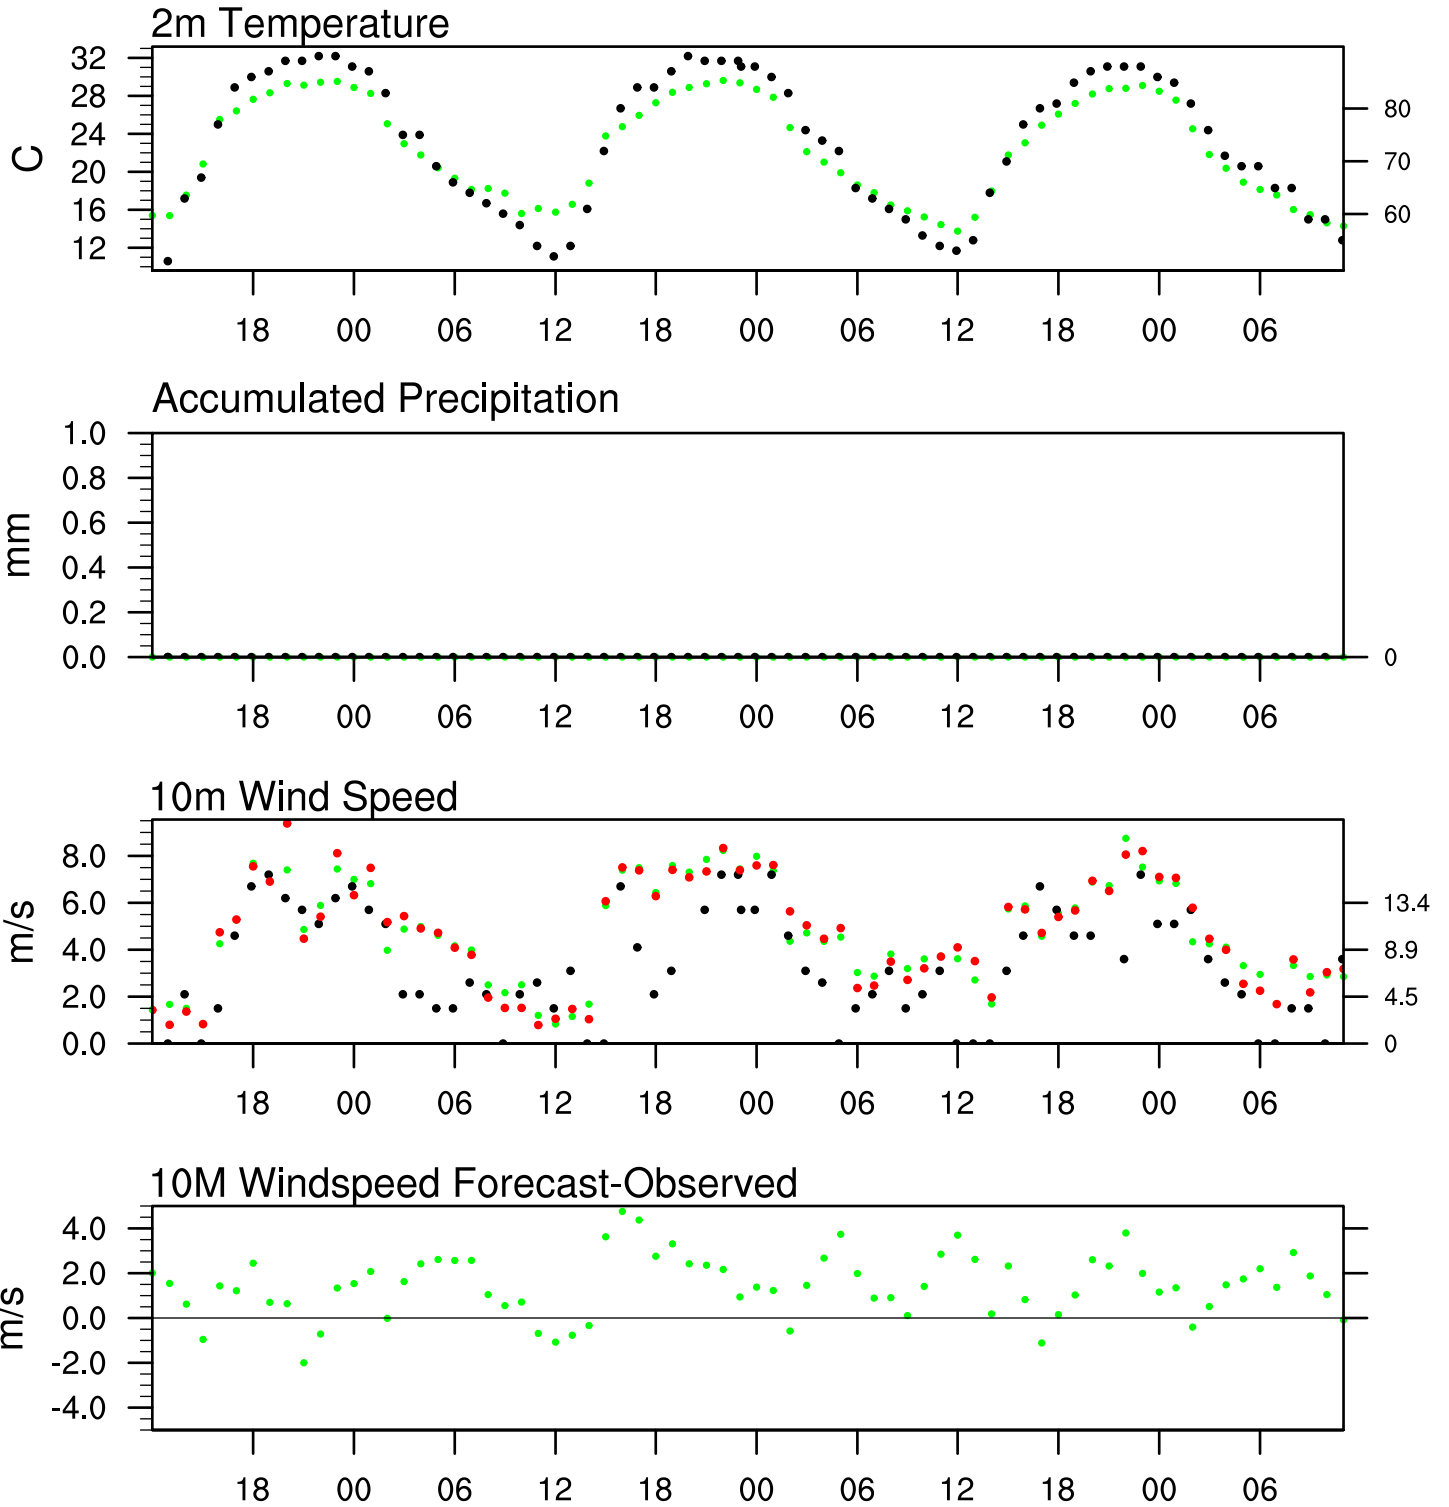 2m Temperature
32
28
24
20
16
12
C
80
70
60
18 00 06 12 18 00 06 12 18 00 06
Accumulated Precipitation
1.0
0.8
0.6
0.4
0.2
0.0
mm
0
18 00 06 12 18 00 06 12 18 00 06
10m Wind Speed
8.0
6.0
4.0
2.0
0.0
m/s
13.4
8.9
4.5
0
18 00 06 12 18 00 06 12 18 00 06
10M Windspeed Forecast-Observed
4.0
2.0
0.0
-2.0
-4.0
m/s
18 00 06 12 18 00 06 12 18 00 06